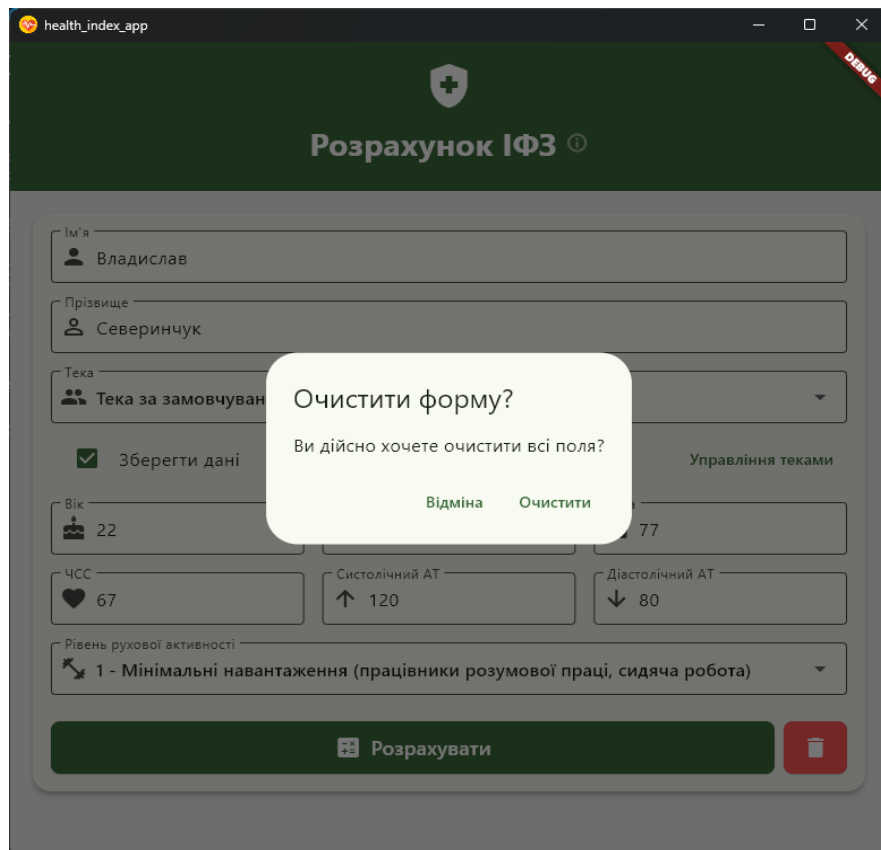 health_index_app
DEBUG
Розрахунок ІФЗ
Ім'я
Владислав
Прізвище
Северинчук
Тека
Тека за замовчуван
Очистити форму?
Ви дійсно хочете очистити всі поля?
Відміна Очистити
Зберегти дані Управління теками
Вік
22 77
ЧСС Систолічний АТ Діастолічний АТ
67 120 80
Рівень рухової активності
1 - Мінімальні навантаження (працівники розумової праці, сидяча робота)
Розрахувати